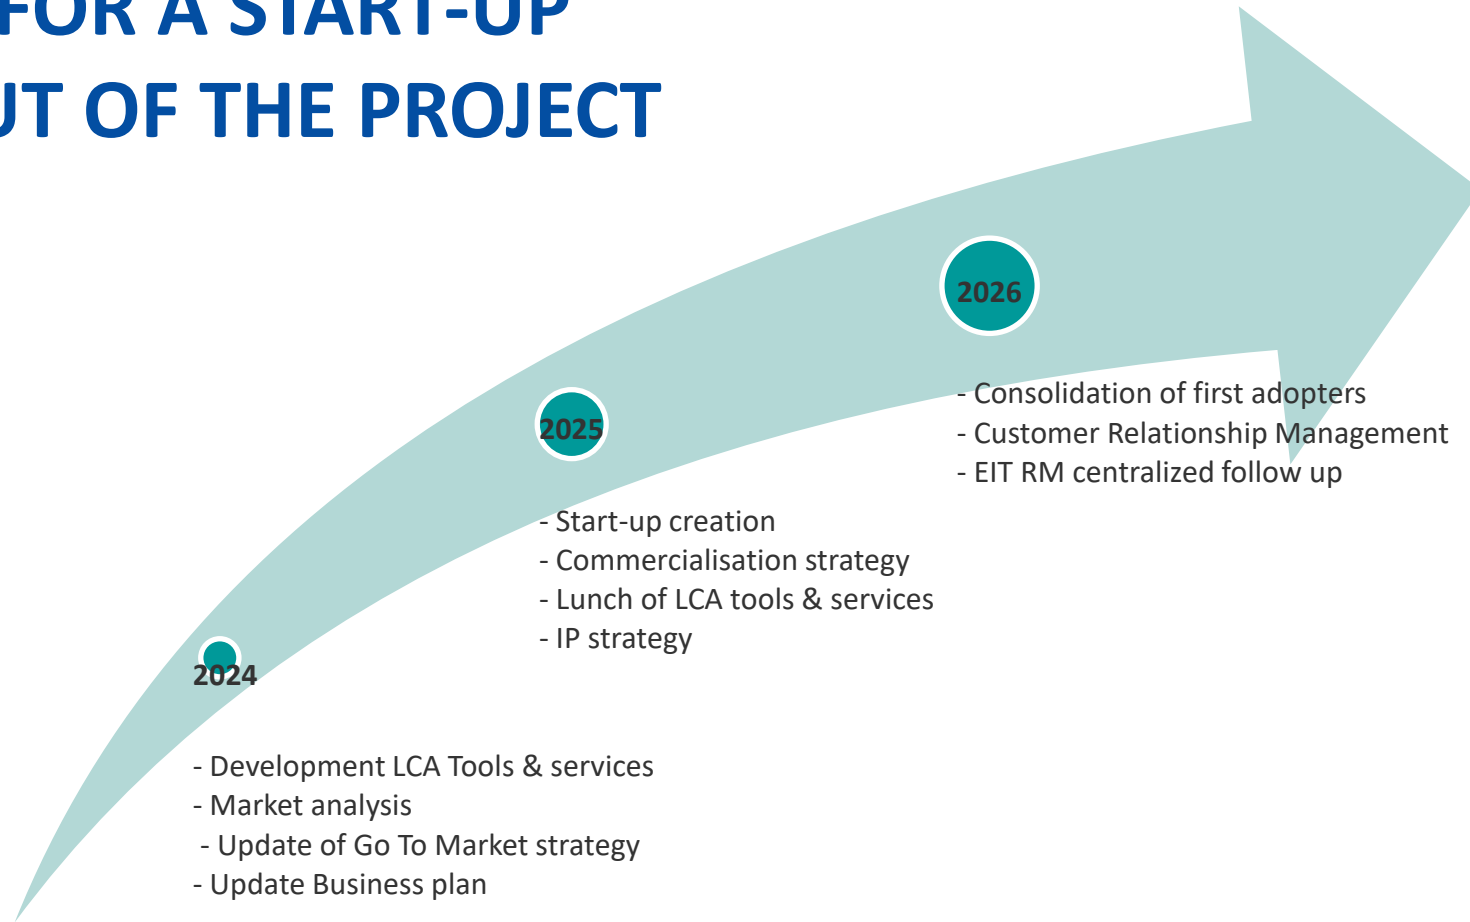 FOR A START-UP
UT OF THE PROJECT
2026
- Consolidation of first adopters
- Customer Relationship Management
- EIT RM centralized follow up
2025
- Start-up creation
- Commercialisation strategy
- Lunch of LCA tools & services
- IP strategy
2024
- Development LCA Tools & services
- Market analysis
- Update of Go To Market strategy
- Update Business plan